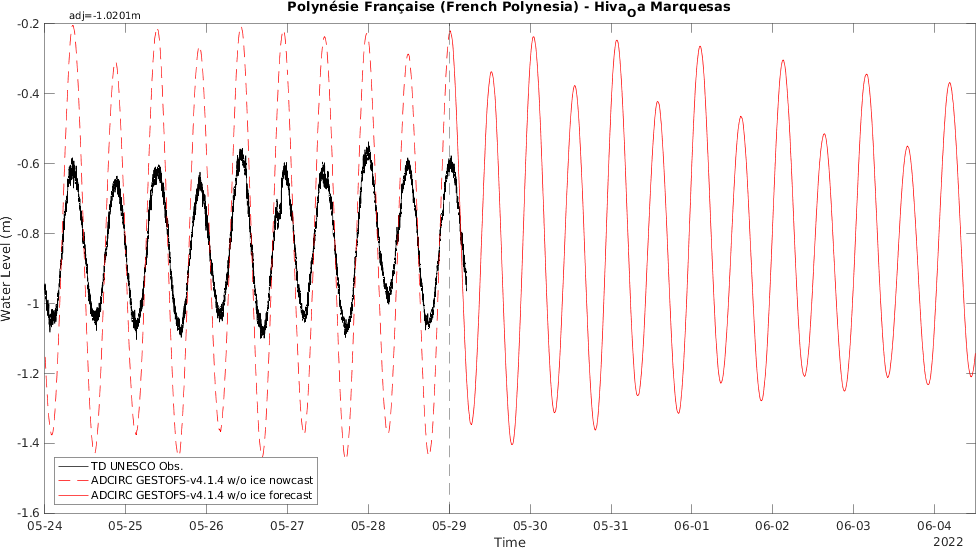 Polynésie Française (French Polynesia) - Hiva_Oa Marquesas
adj=-1.0201m
-0.2
-0.4
-0.6
-0.8
-1
-1.2
-1.4
-1.6
Water Level (m)
TD UNESCO Obs.
ADCIRC GESTOFS-v4.1.4 w/o ice nowcast
ADCIRC GESTOFS-v4.1.4 w/o ice forecast
05-24 05-25 05-26 05-27 05-28 05-29 05-30 05-31 06-01 06-02 06-03 06-04
Time
2022